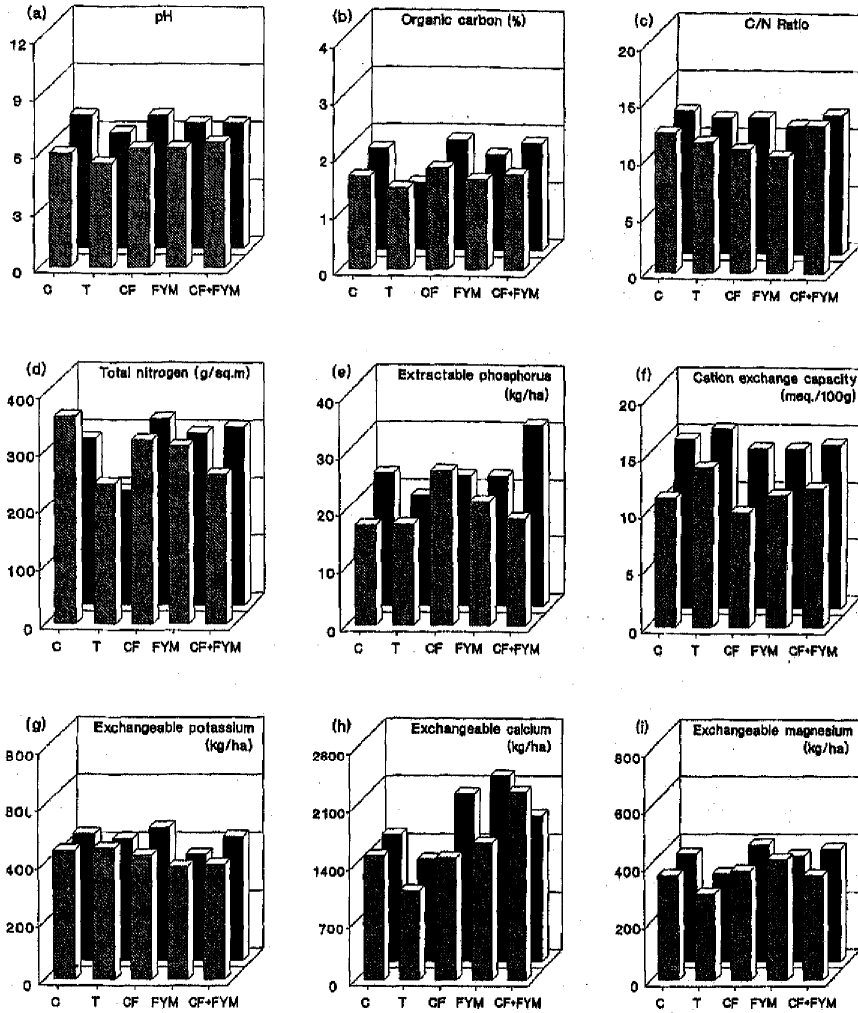 (a)
pH
12
9
6
3
0
C T CF FYM CF+FYM
(b)
Organic carbon (%)
4
3
2
1
0
C T CF FYM CF+FYM
(c)
C/N Ratio
20
15
10
5
0
C T CF FYM CF+FYM
(d)
Total nitrogen (g/sq.m)
400
300
200
100
0
C T CF FYM CF+FYM
(e)
Extractable phosphorus
(kg/ha)
40
30
20
10
0
C T CF FYM CF+FYM
(f)
Cation exchange capacity
(meq./100g)
20
15
10
5
0
C T CF FYM CF+FYM
(g)
Exchangeable potassium
(kg/ha)
800
400
200
0
C T CF FYM CF+FYM
(h)
Exchangeable calcium
(kg/ha)
2800
2100
1400
700
0
C T CF FYM CF+FYM
(i)
Exchangeable magnesium
(kg/ha)
800
600
400
200
0
C T CF FYM CF+FYM